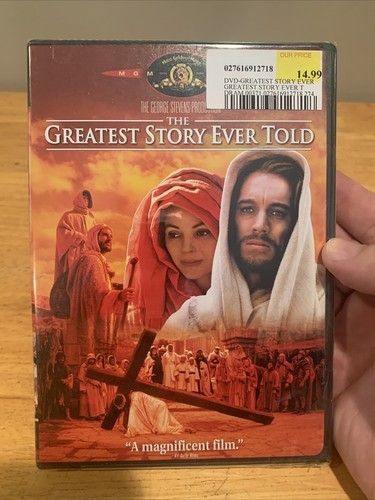 OUR PRICE
027616912718
14.99
DVD-GREATEST STORY EVER
GREATEST STORY EVER T
MGM
THE GEORGE STEVENS PRODUCTION
THE
GREATEST STORY EVER TOLD
"A magnificent film."